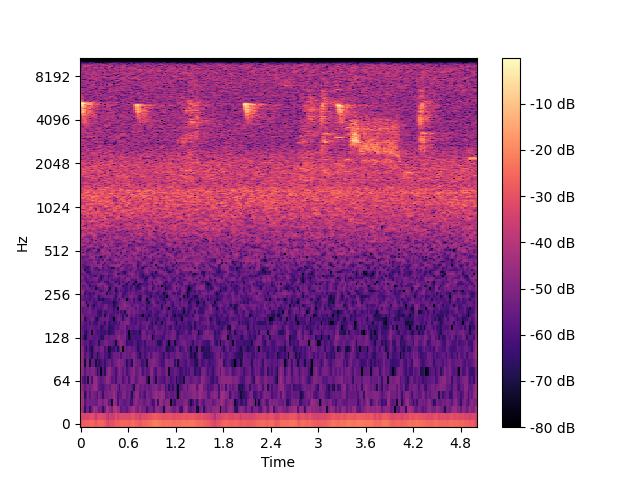 8192
4096
2048
1024
512
256
128
64
0
Hz
0 0.6 1.2 1.8 2.4 3 3.6 4.2 4.8
Time
-10 dB
-20 dB
-30 dB
-40 dB
-50 dB
-60 dB
-70 dB
-80 dB